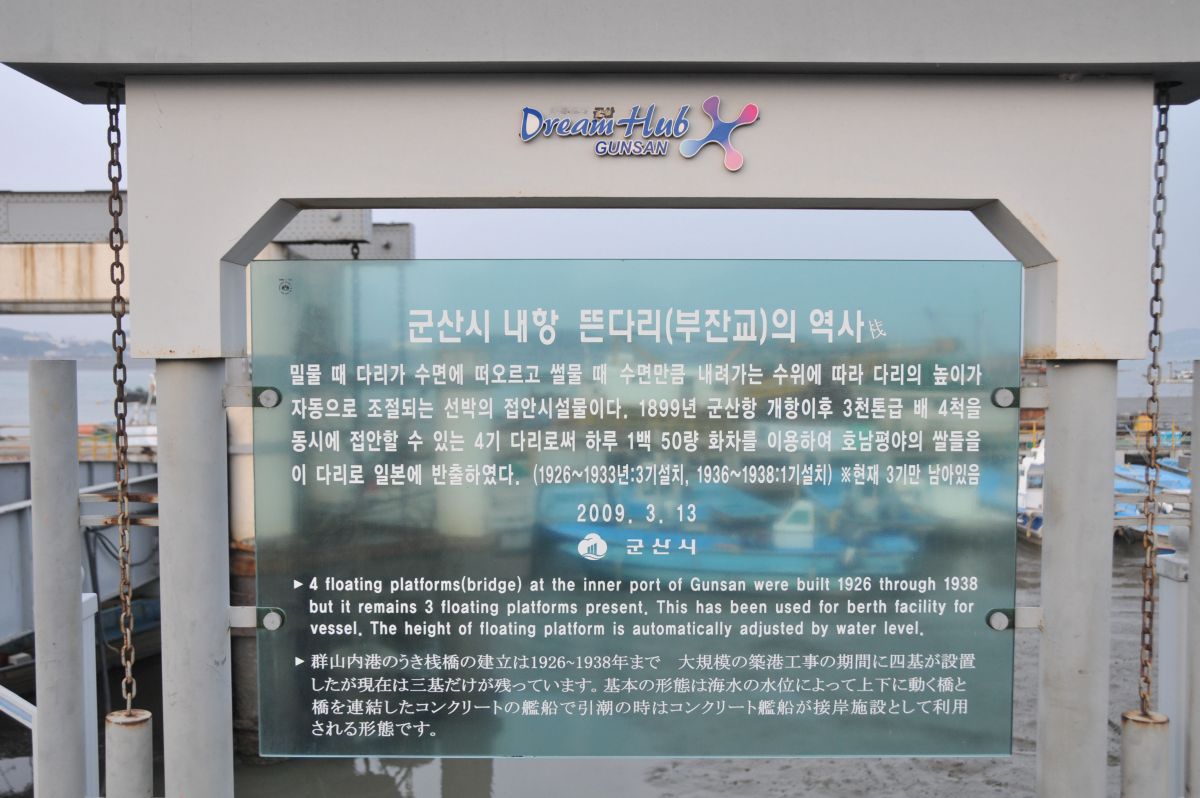 Dream Hub
GUNSAN
군산시 내항 뜬다리(부잔교)의 역사 栈
밀물 때 다리가 수면에 떠오르고 썰물 때 수면만큼 내려가는 수위에 따라 다리의 높이가
자동으로 조절되는 선박의 접안시설물이다. 1899년 군산항 개항이후 3천톤급 배 4척을
동시에 접안할 수 있는 4기 다리로써 하루 1백 50량 화차를 이용하여 호남평야의 쌀들을
이 다리로 일본에 반출하였다. (1926~1933년:3기설치, 1936~1938:1기설치) ※현재 3기만 남아있음
2009. 3. 13
군산시
▸ 4 floating platforms(bridge) at the inner port of Gunsan were built 1926 through 1938
but it remains 3 floating platforms present. This has been used for berth facility for
vessel. The height of floating platform is automatically adjusted by water level.
▸ 群山内港のうき桟橋の建立は1926~1938年まで 大規模の築港工事の期間に四基が設置
したが現在は三基だけが残っています。基本の形態は海水の水位によって上下に動く橋と
橋を連結したコンクリートの艦船で引潮の時はコンクリート艦船が接岸施設として利用
される形態です。